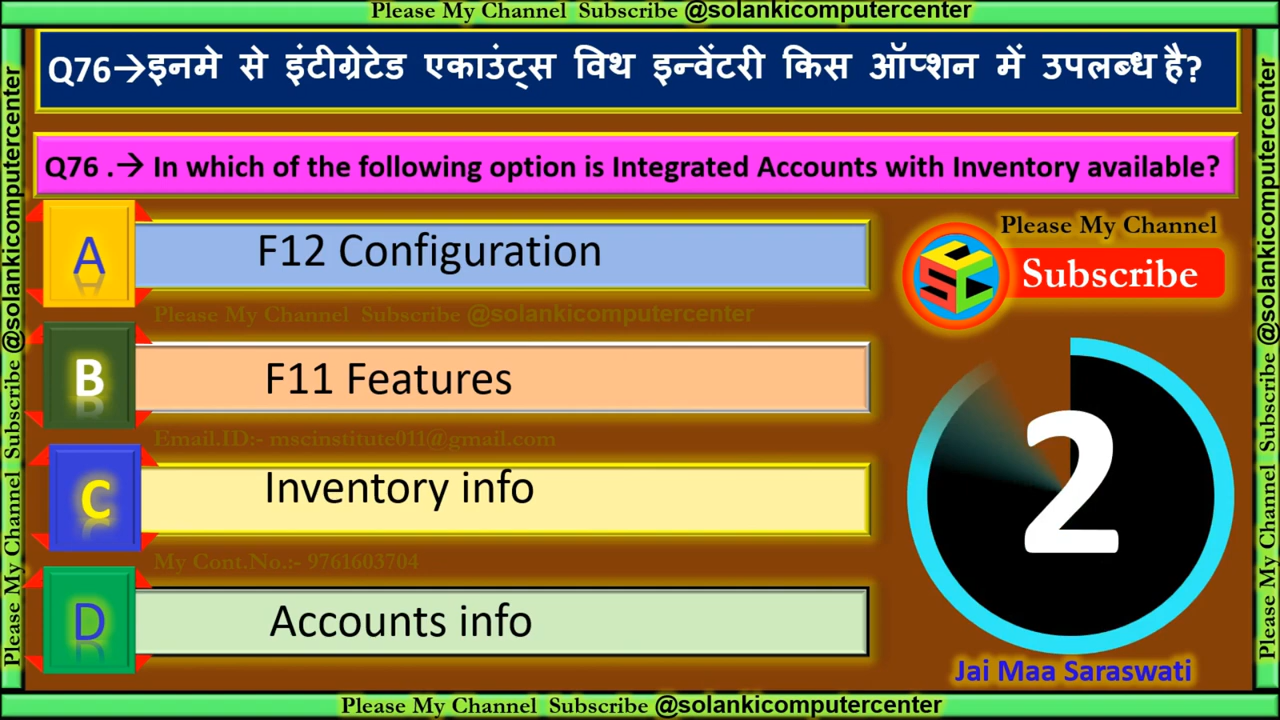 Please My Channel Subscribe @solankicomputercenter
Q76→इनमे से इंटीग्रेटेड एकाउंट्स विथ इन्वेंटरी किस ऑप्शन में उपलब्ध है?
Q76 .→ In which of the following option is Integrated Accounts with Inventory available?
A
F12 Configuration
Please My Channel
Subscribe
Please My Channel Subscribe @solankicomputercenter
B
F11 Features
2
Email.ID:- mscinstitute011@gmail.com
C
Inventory info
My Cont.No.:- 9761603704
D
Accounts info
Jai Maa Saraswati
Please My Channel Subscribe @solankicomputercenter
Please My Channel Subscribe @solankicomputercenter
Please My Channel Subscribe @solankicomputercenter